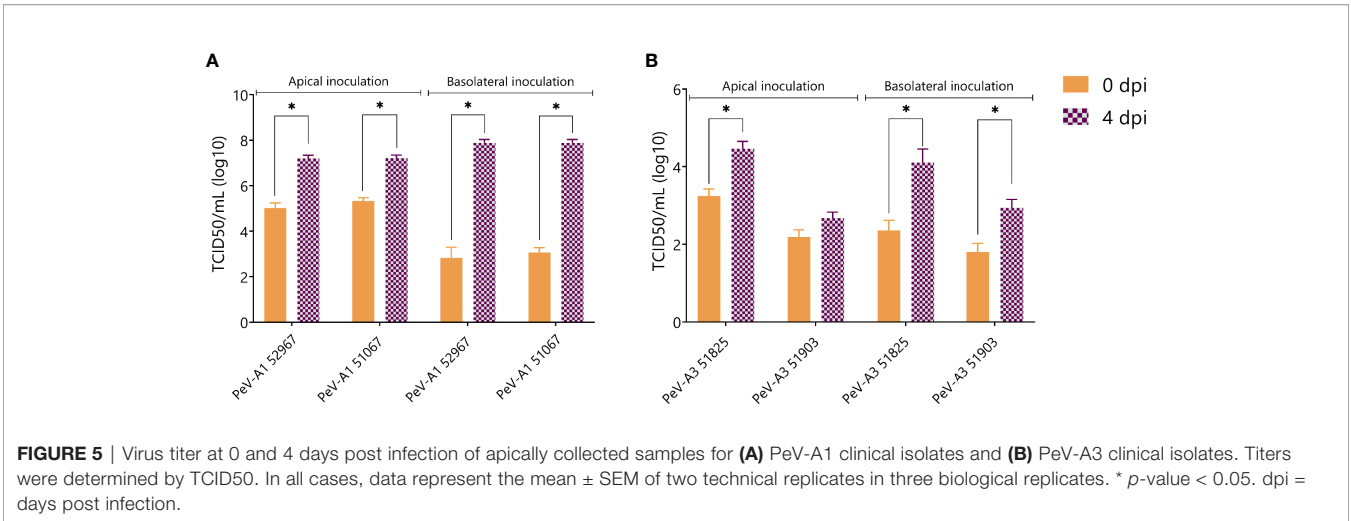 A
Apical inoculation
Basolateral inoculation
*
*
*
*
TCID50/mL (log10)
10
8
6
4
2
0
PeV-A1 52967
PeV-A1 51067
PeV-A1 52967
PeV-A1 51067
B
Apical inoculation
Basolateral inoculation
*
*
*
TCID50/mL (log10)
6
4
2
0
PeV-A3 51825
PeV-A3 51903
PeV-A3 51825
PeV-A3 51903
0 dpi
4 dpi
FIGURE 5 | Virus titer at 0 and 4 days post infection of apically collected samples for (A) PeV-A1 clinical isolates and (B) PeV-A3 clinical isolates. Titers
were determined by TCID50. In all cases, data represent the mean ± SEM of two technical replicates in three biological replicates. * p-value < 0.05. dpi =
days post infection.